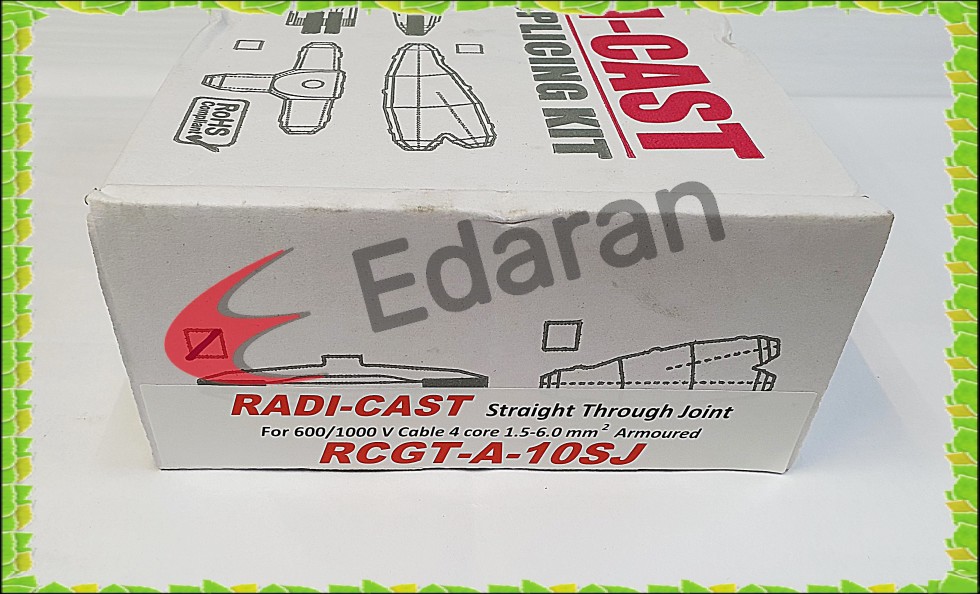 I-CAST
PLICING KIT
RoHS
Compliant
Edaran
RADI-CAST Straight Through Joint
For 600/1000 V Cable 4 core 1.5-6.0 mm² Armoured
RCGT-A-10SJ